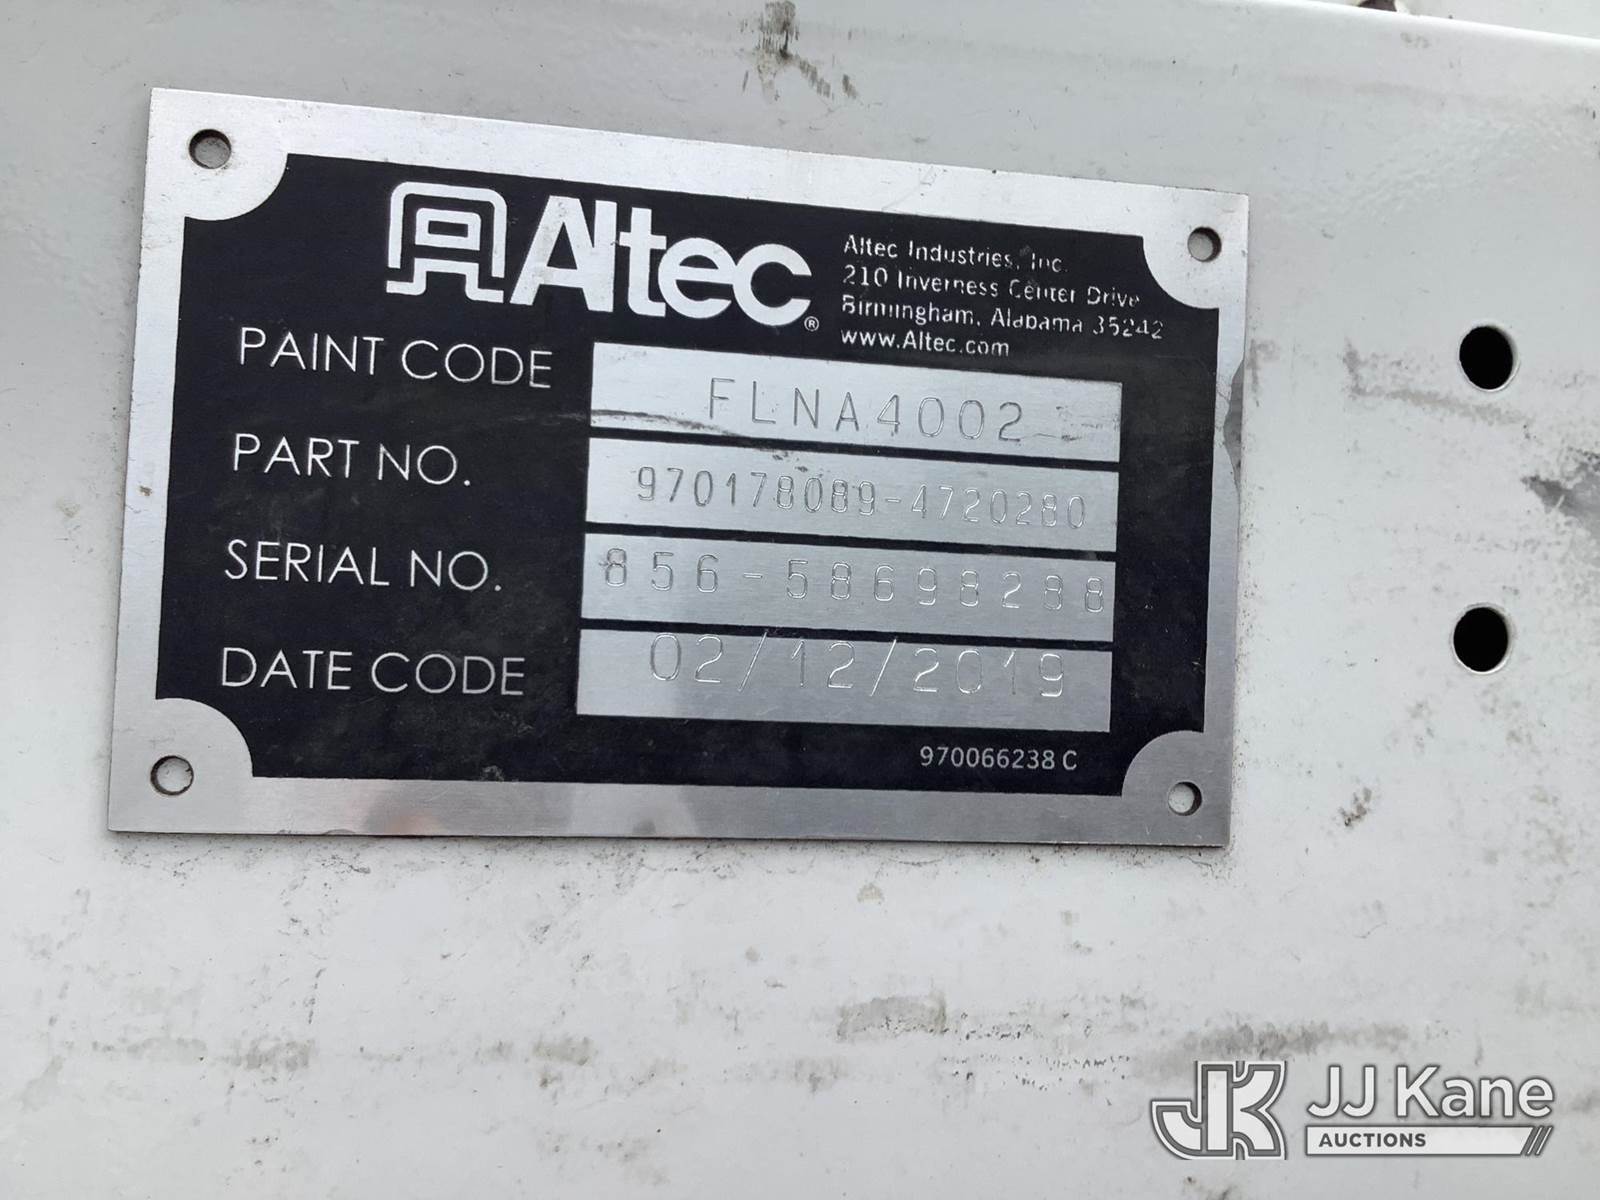 Altec®
Altec Industries, Inc.
210 Inverness Center Drive
Birmingham, Alabama 35242
www.Altec.com
PAINT CODE FLNA4002
PART NO. 970178089-4720280
SERIAL NO. 856-58698288
DATE CODE 02/12/2019
970066238 C
JK JJ Kane
AUCTIONS